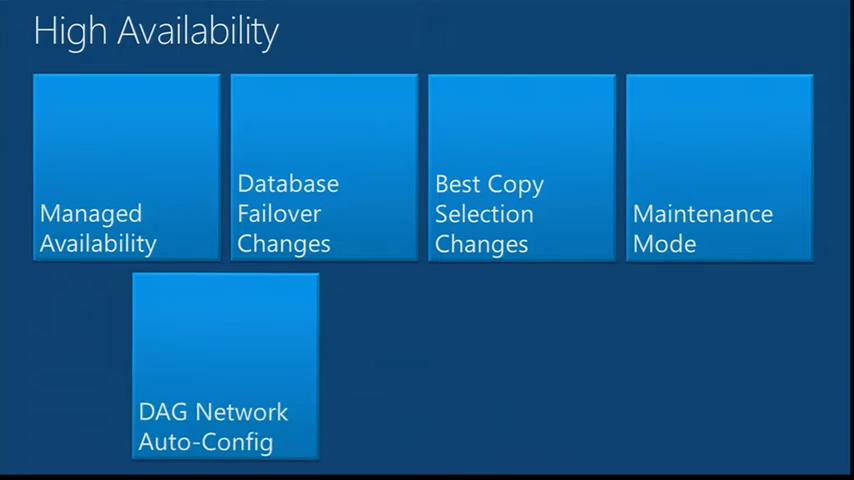 High Availability
Managed
Availability
Database
Failover
Changes
Best Copy
Selection
Changes
Maintenance
Mode
DAG Network
Auto-Config